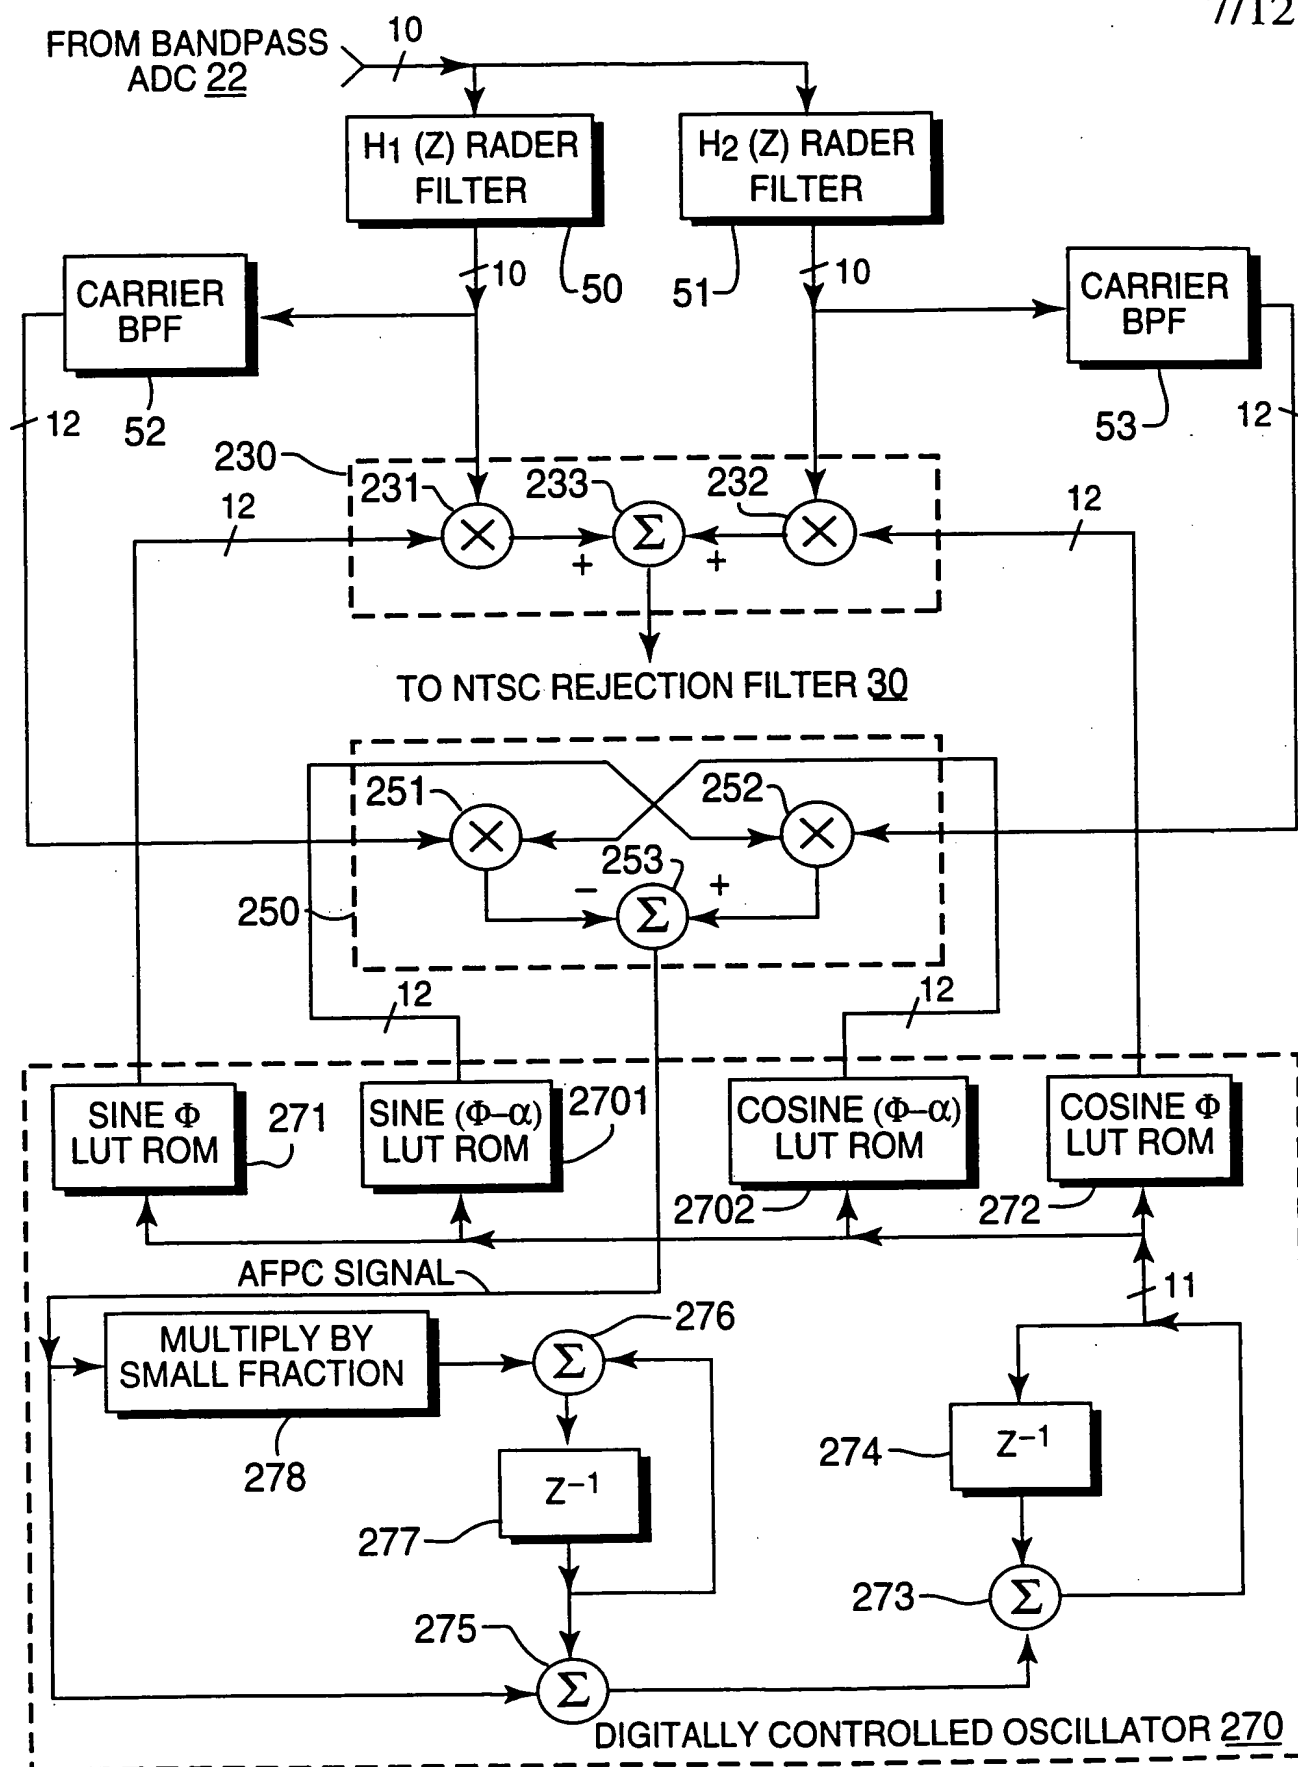 7/12
10
FROM BANDPASS
ADC 22
H1 (Z) RADER
FILTER
H2 (Z) RADER
FILTER
10
50
51
10
CARRIER
BPF
CARRIER
BPF
12
52
53
12
230
231
233
232
12
12
×
Σ
×
+
+
TO NTSC REJECTION FILTER 30
251
252
×
×
253
−
+
250
Σ
12
12
SINE Φ
LUT ROM
271
SINE (Φ–α)
LUT ROM
2701
COSINE (Φ–α)
LUT ROM
2702
COSINE Φ
LUT ROM
272
AFPC SIGNAL
11
MULTIPLY BY
SMALL FRACTION
278
276
Σ
Z–1
277
274
Z–1
273
Σ
275
Σ
DIGITALLY CONTROLLED OSCILLATOR 270